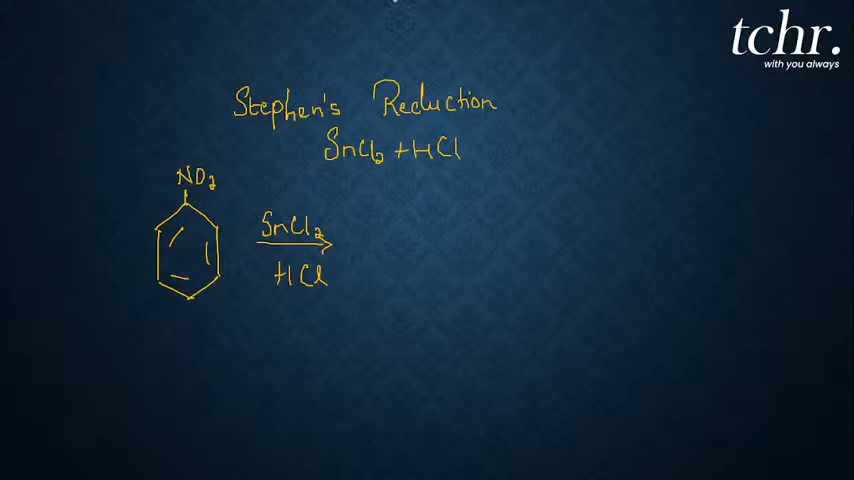 tchr.
with you always
Stephen's Reduction
SnCl₂ + HCl
NO₂
SnCl₂
HCl